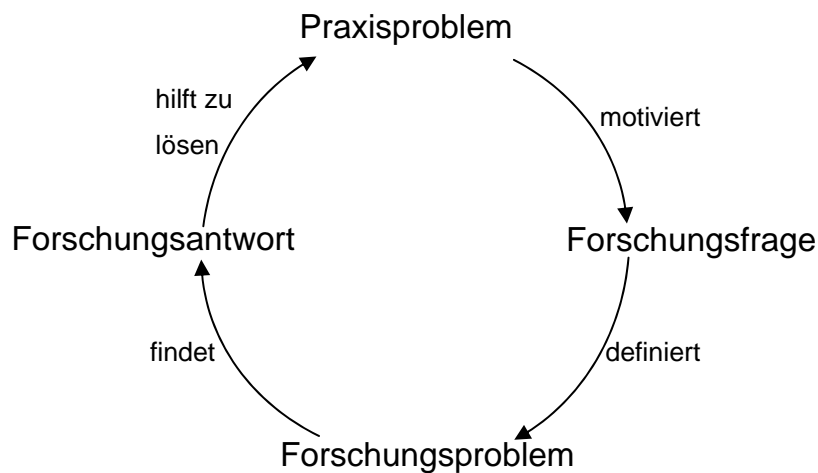 Praxisproblem
hilft zu
lösen
motiviert
Forschungsantwort
Forschungsfrage
findet
definiert
Forschungsproblem